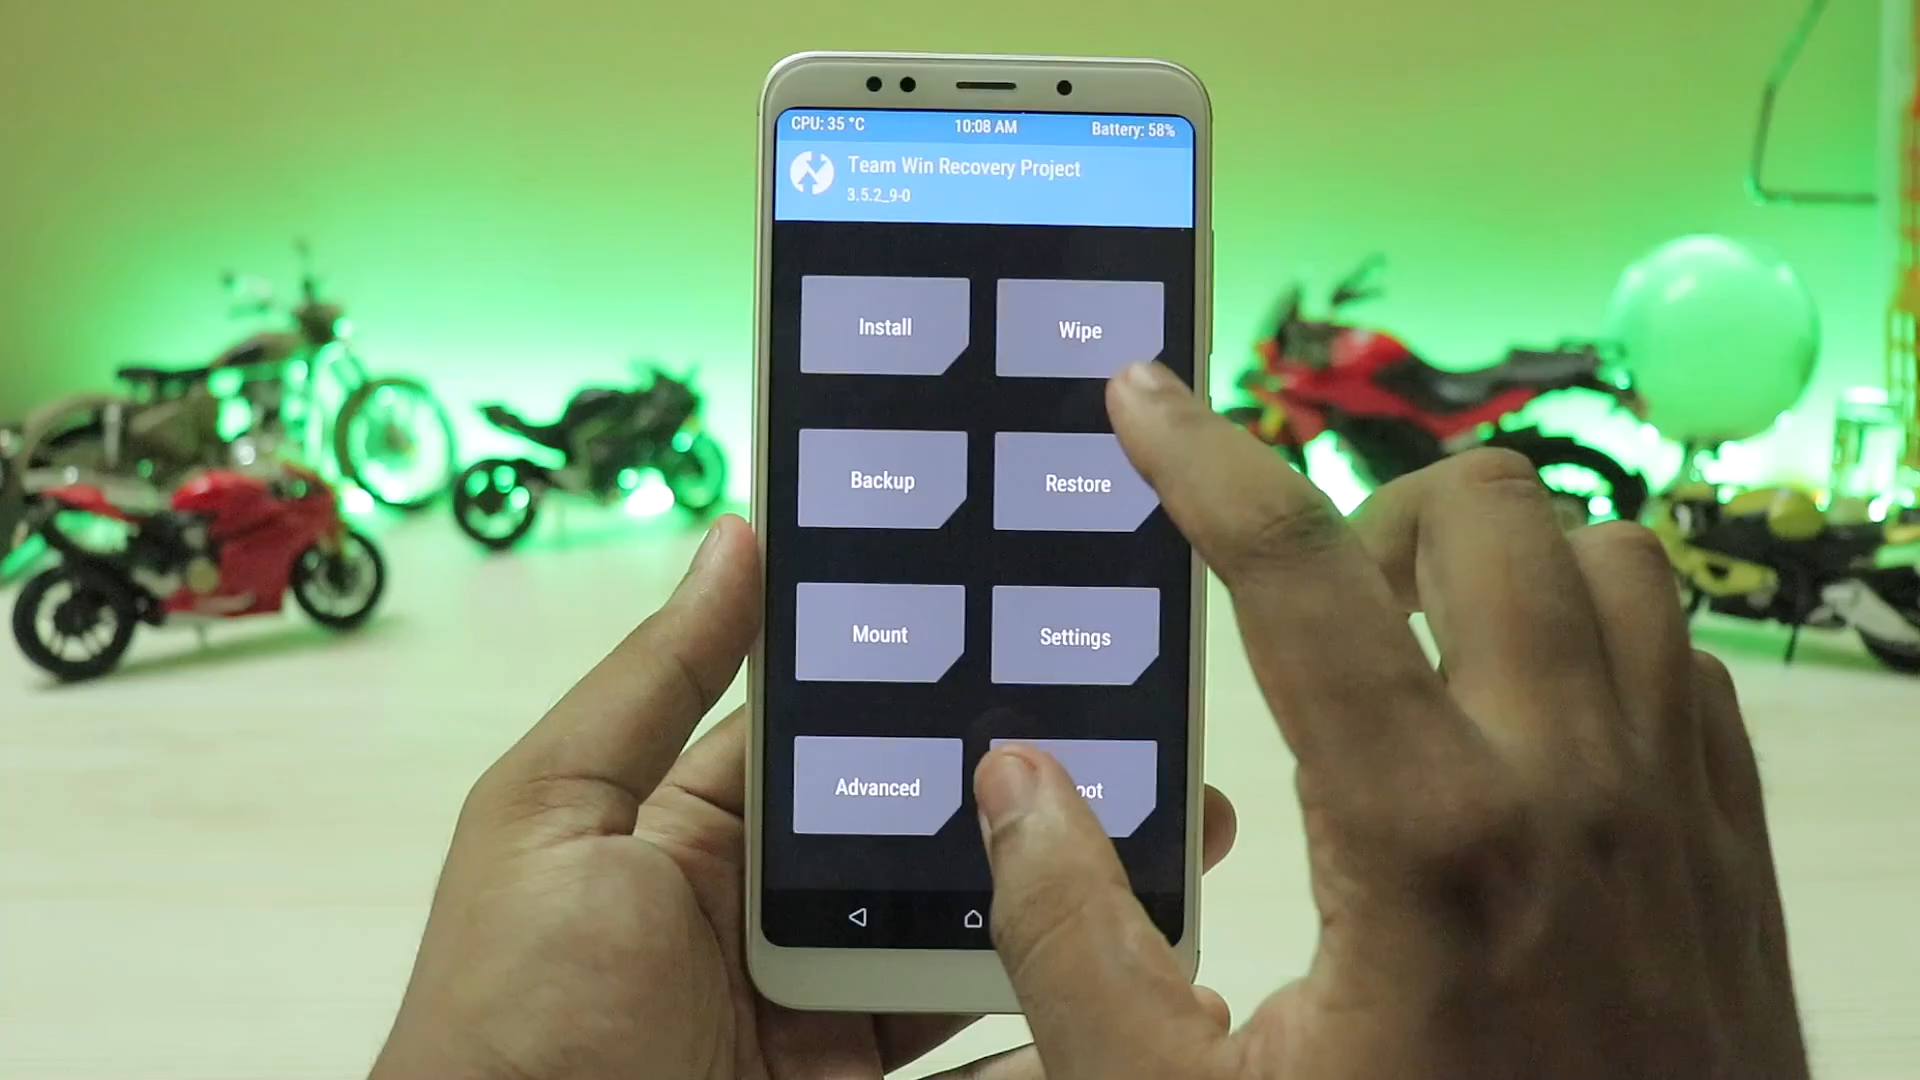 CPU: 35 °C 10:08 AM Battery: 58%
Team Win Recovery Project
3.5.2_9-0
Install Wipe
Backup Restore
Mount Settings
Advanced